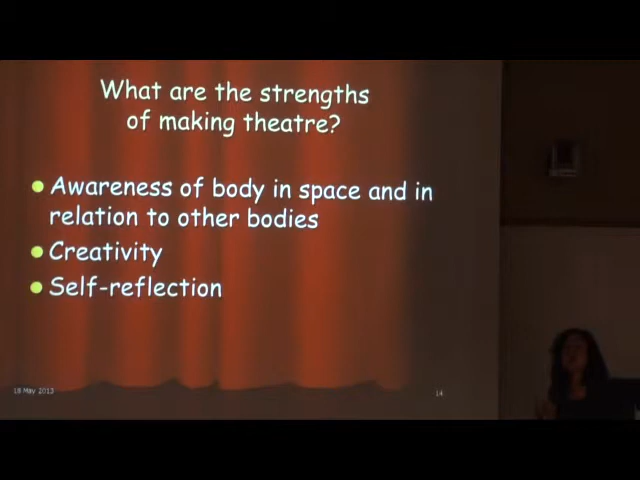 What are the strengths
of making theatre?
Awareness of body in space and in
relation to other bodies
Creativity
Self-reflection
18 May 2013
14